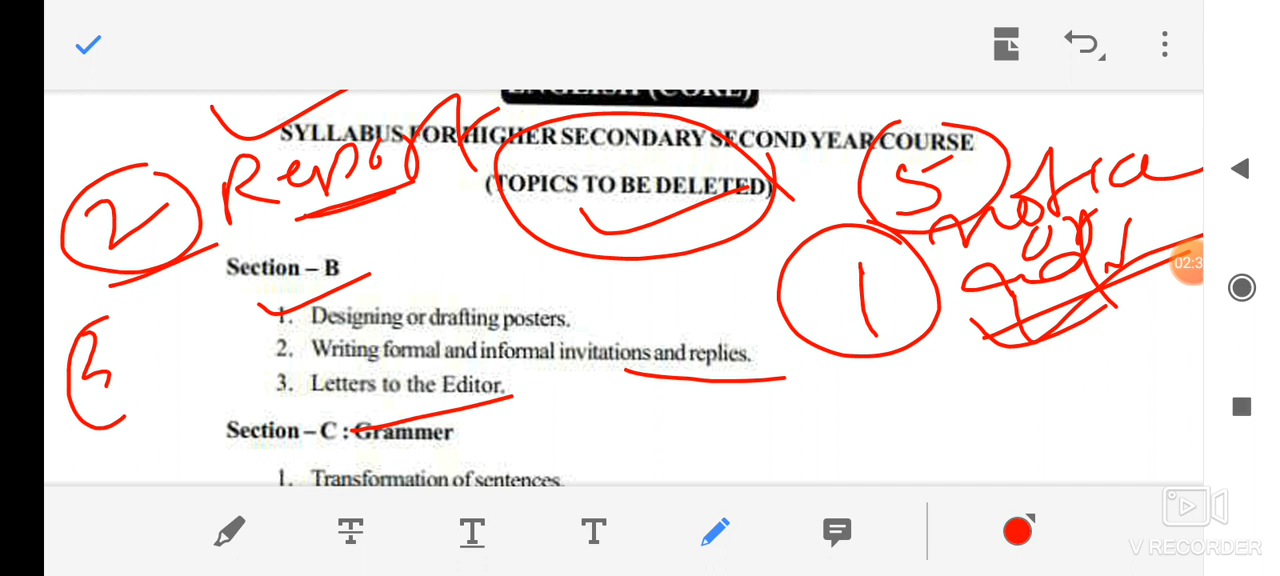 ENGLISH (CORE)
SYLLABUS FOR HIGHER SECONDARY SECOND YEAR COURSE
(TOPICS TO BE DELETED)
2 Report
5
1
Section – B
1. Designing or drafting posters.
2. Writing formal and informal invitations and replies.
3. Letters to the Editor.
Section – C : Grammer
1. Transformation of sentences.
02:3
T T T
V RECORDER